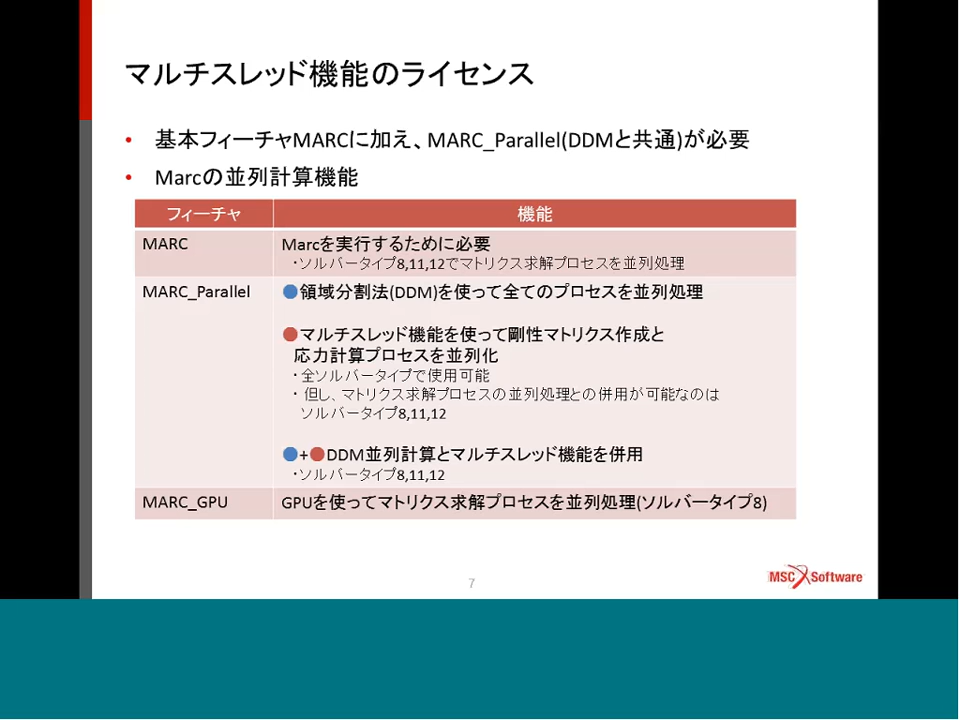 マルチスレッド機能のライセンス
• 基本フィーチャMARCに加え、MARC_Parallel(DDMと共通)が必要
• Marcの並列計算機能
フィーチャ 機能
MARC Marcを実行するために必要
・ソルバータイプ8,11,12でマトリクス求解プロセスを並列処理
MARC_Parallel ●領域分割法(DDM)を使って全てのプロセスを並列処理
●マルチスレッド機能を使って剛性マトリクス作成と
応力計算プロセスを並列化
・全ソルバータイプで使用可能
・但し、マトリクス求解プロセスの並列処理との併用が可能なのは
ソルバータイプ8,11,12
●+●DDM並列計算とマルチスレッド機能を併用
・ソルバータイプ8,11,12
MARC_GPU GPUを使ってマトリクス求解プロセスを並列処理(ソルバータイプ8)
7
MSC Software